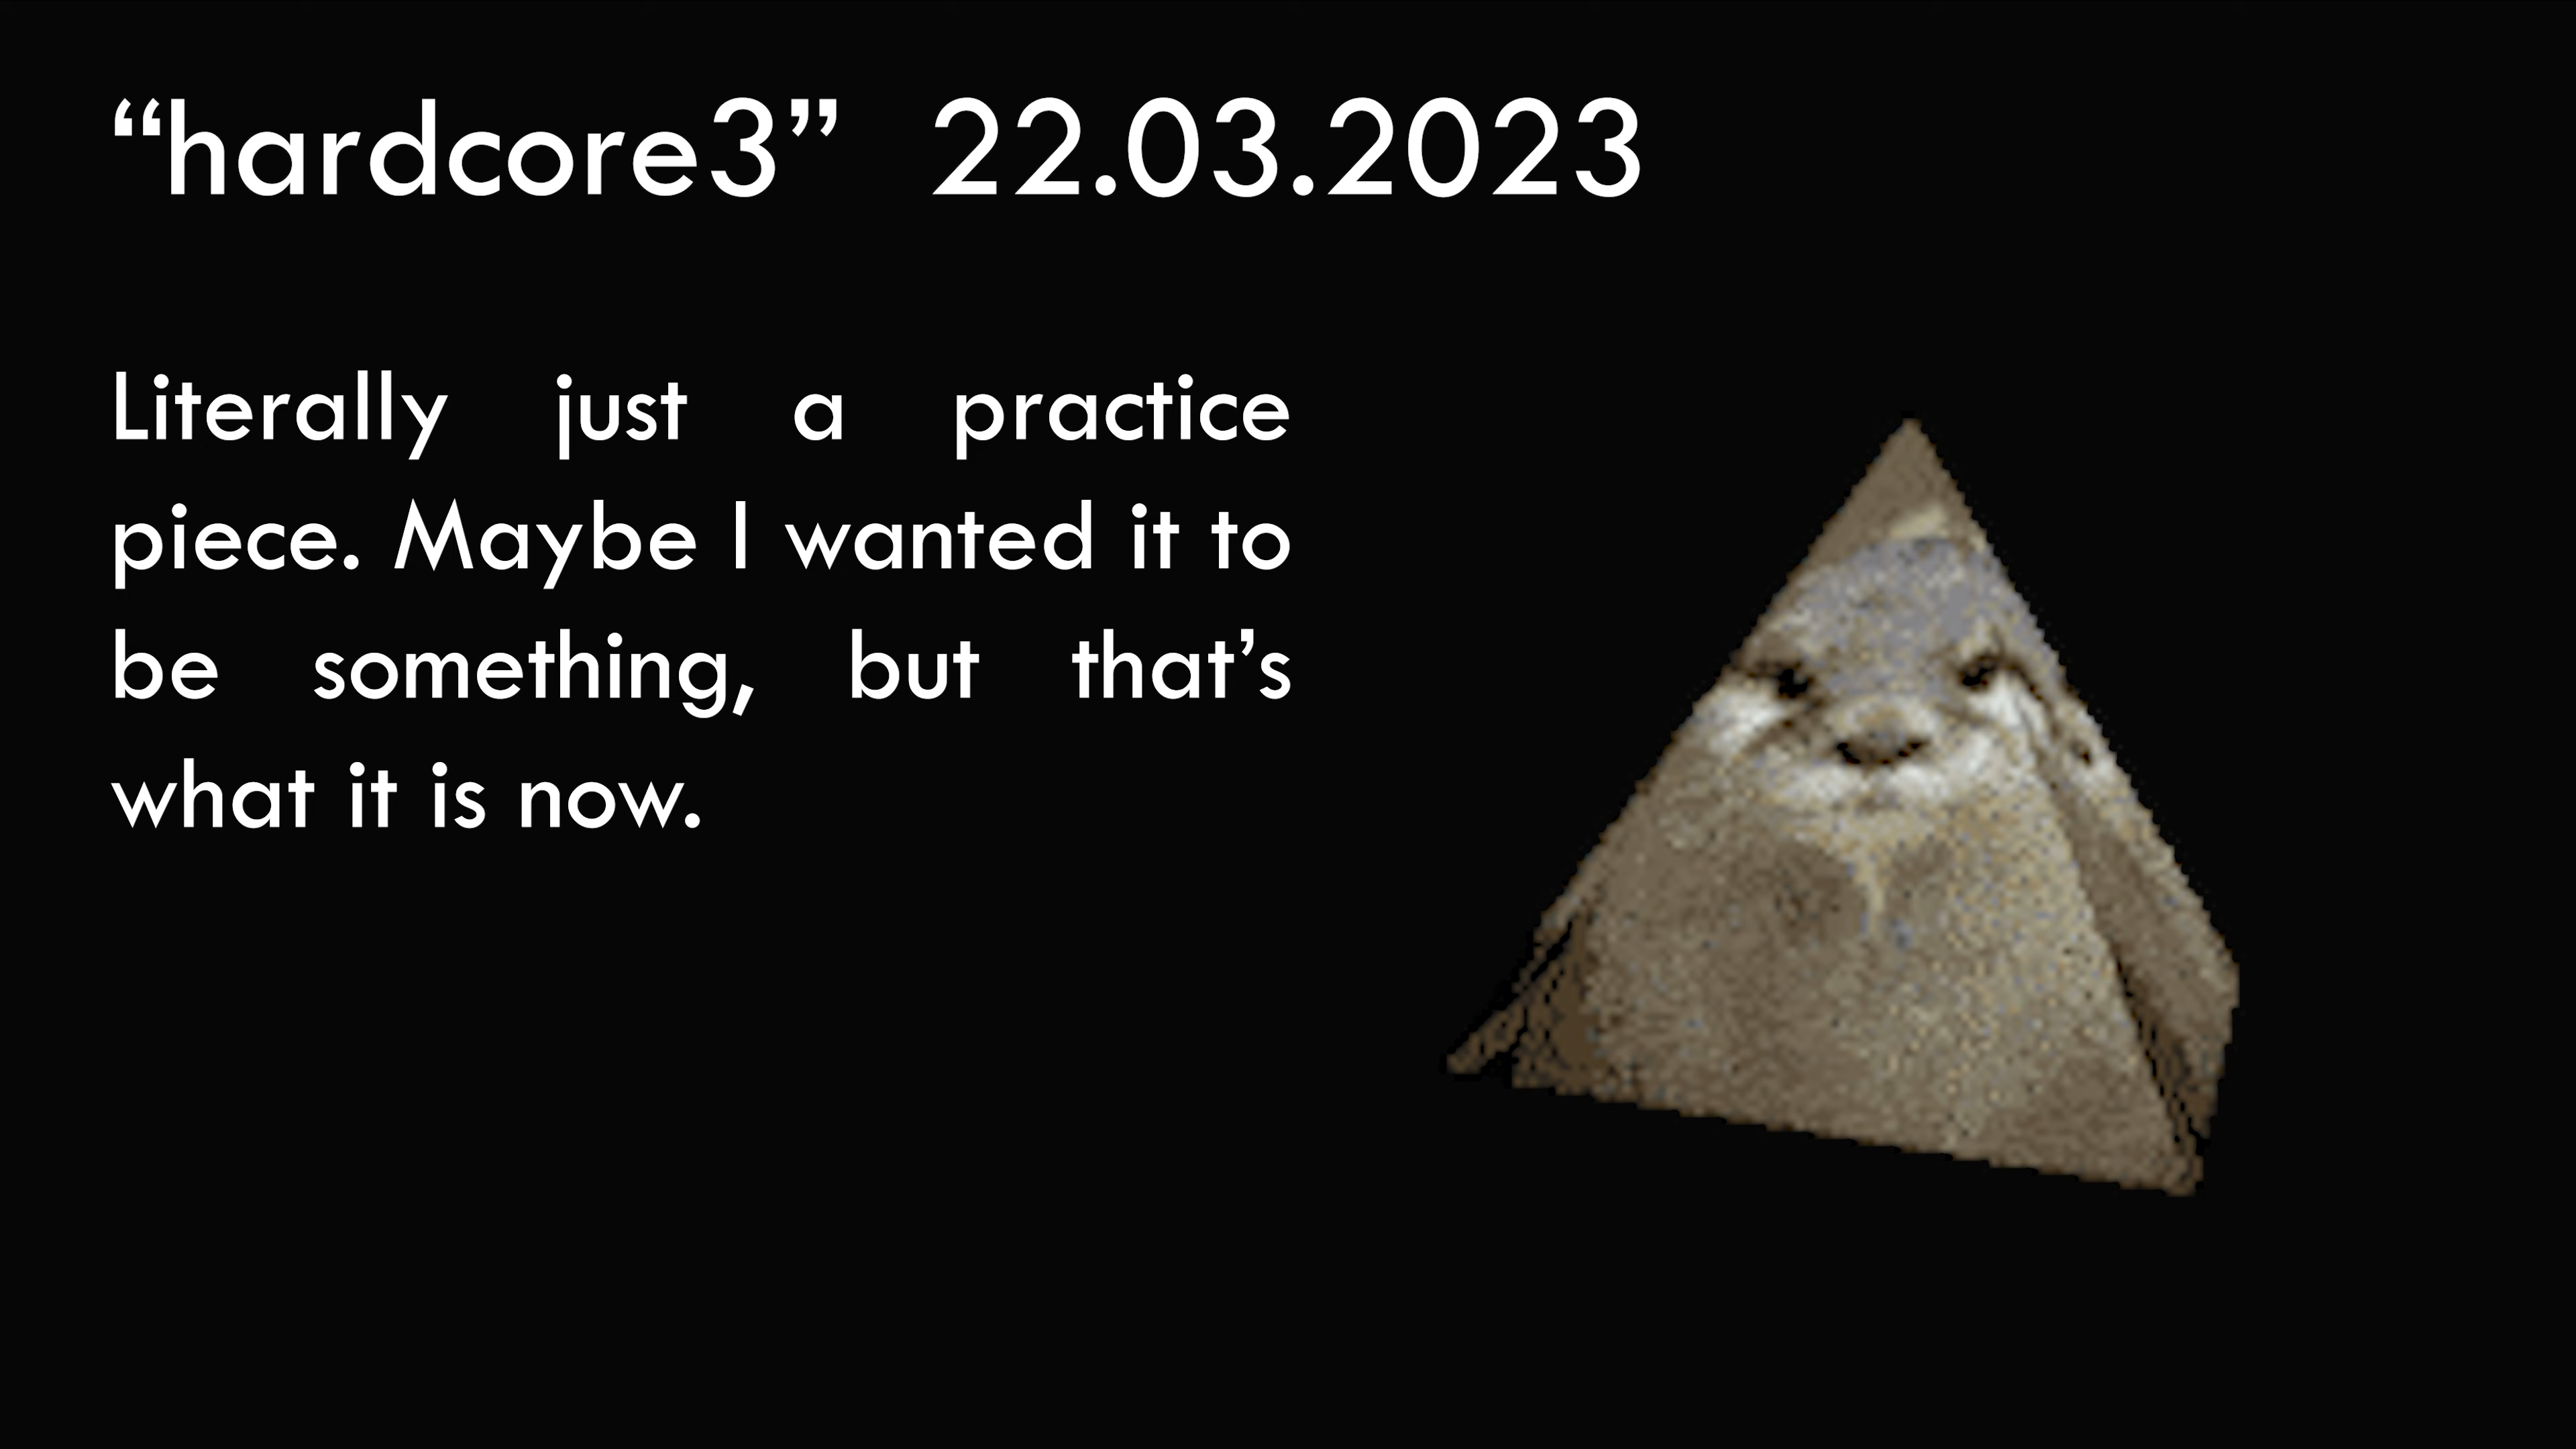 “hardcore3” 22.03.2023
Literally just a practice
piece. Maybe I wanted it to
be something, but that’s
what it is now.